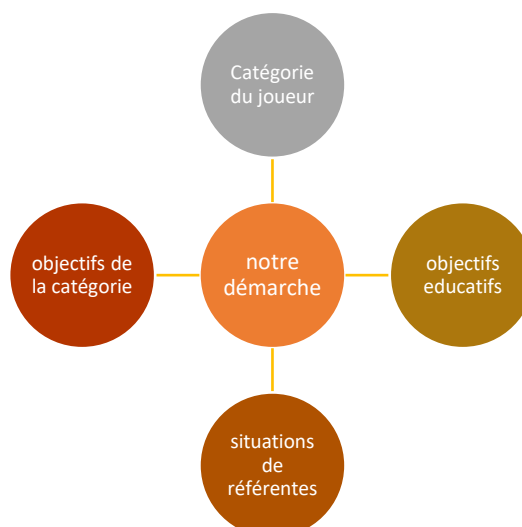 Catégorie
du joueur
objectifs de
la catégorie
notre
démarche
objectifs
educatifs
situations
de
référentes